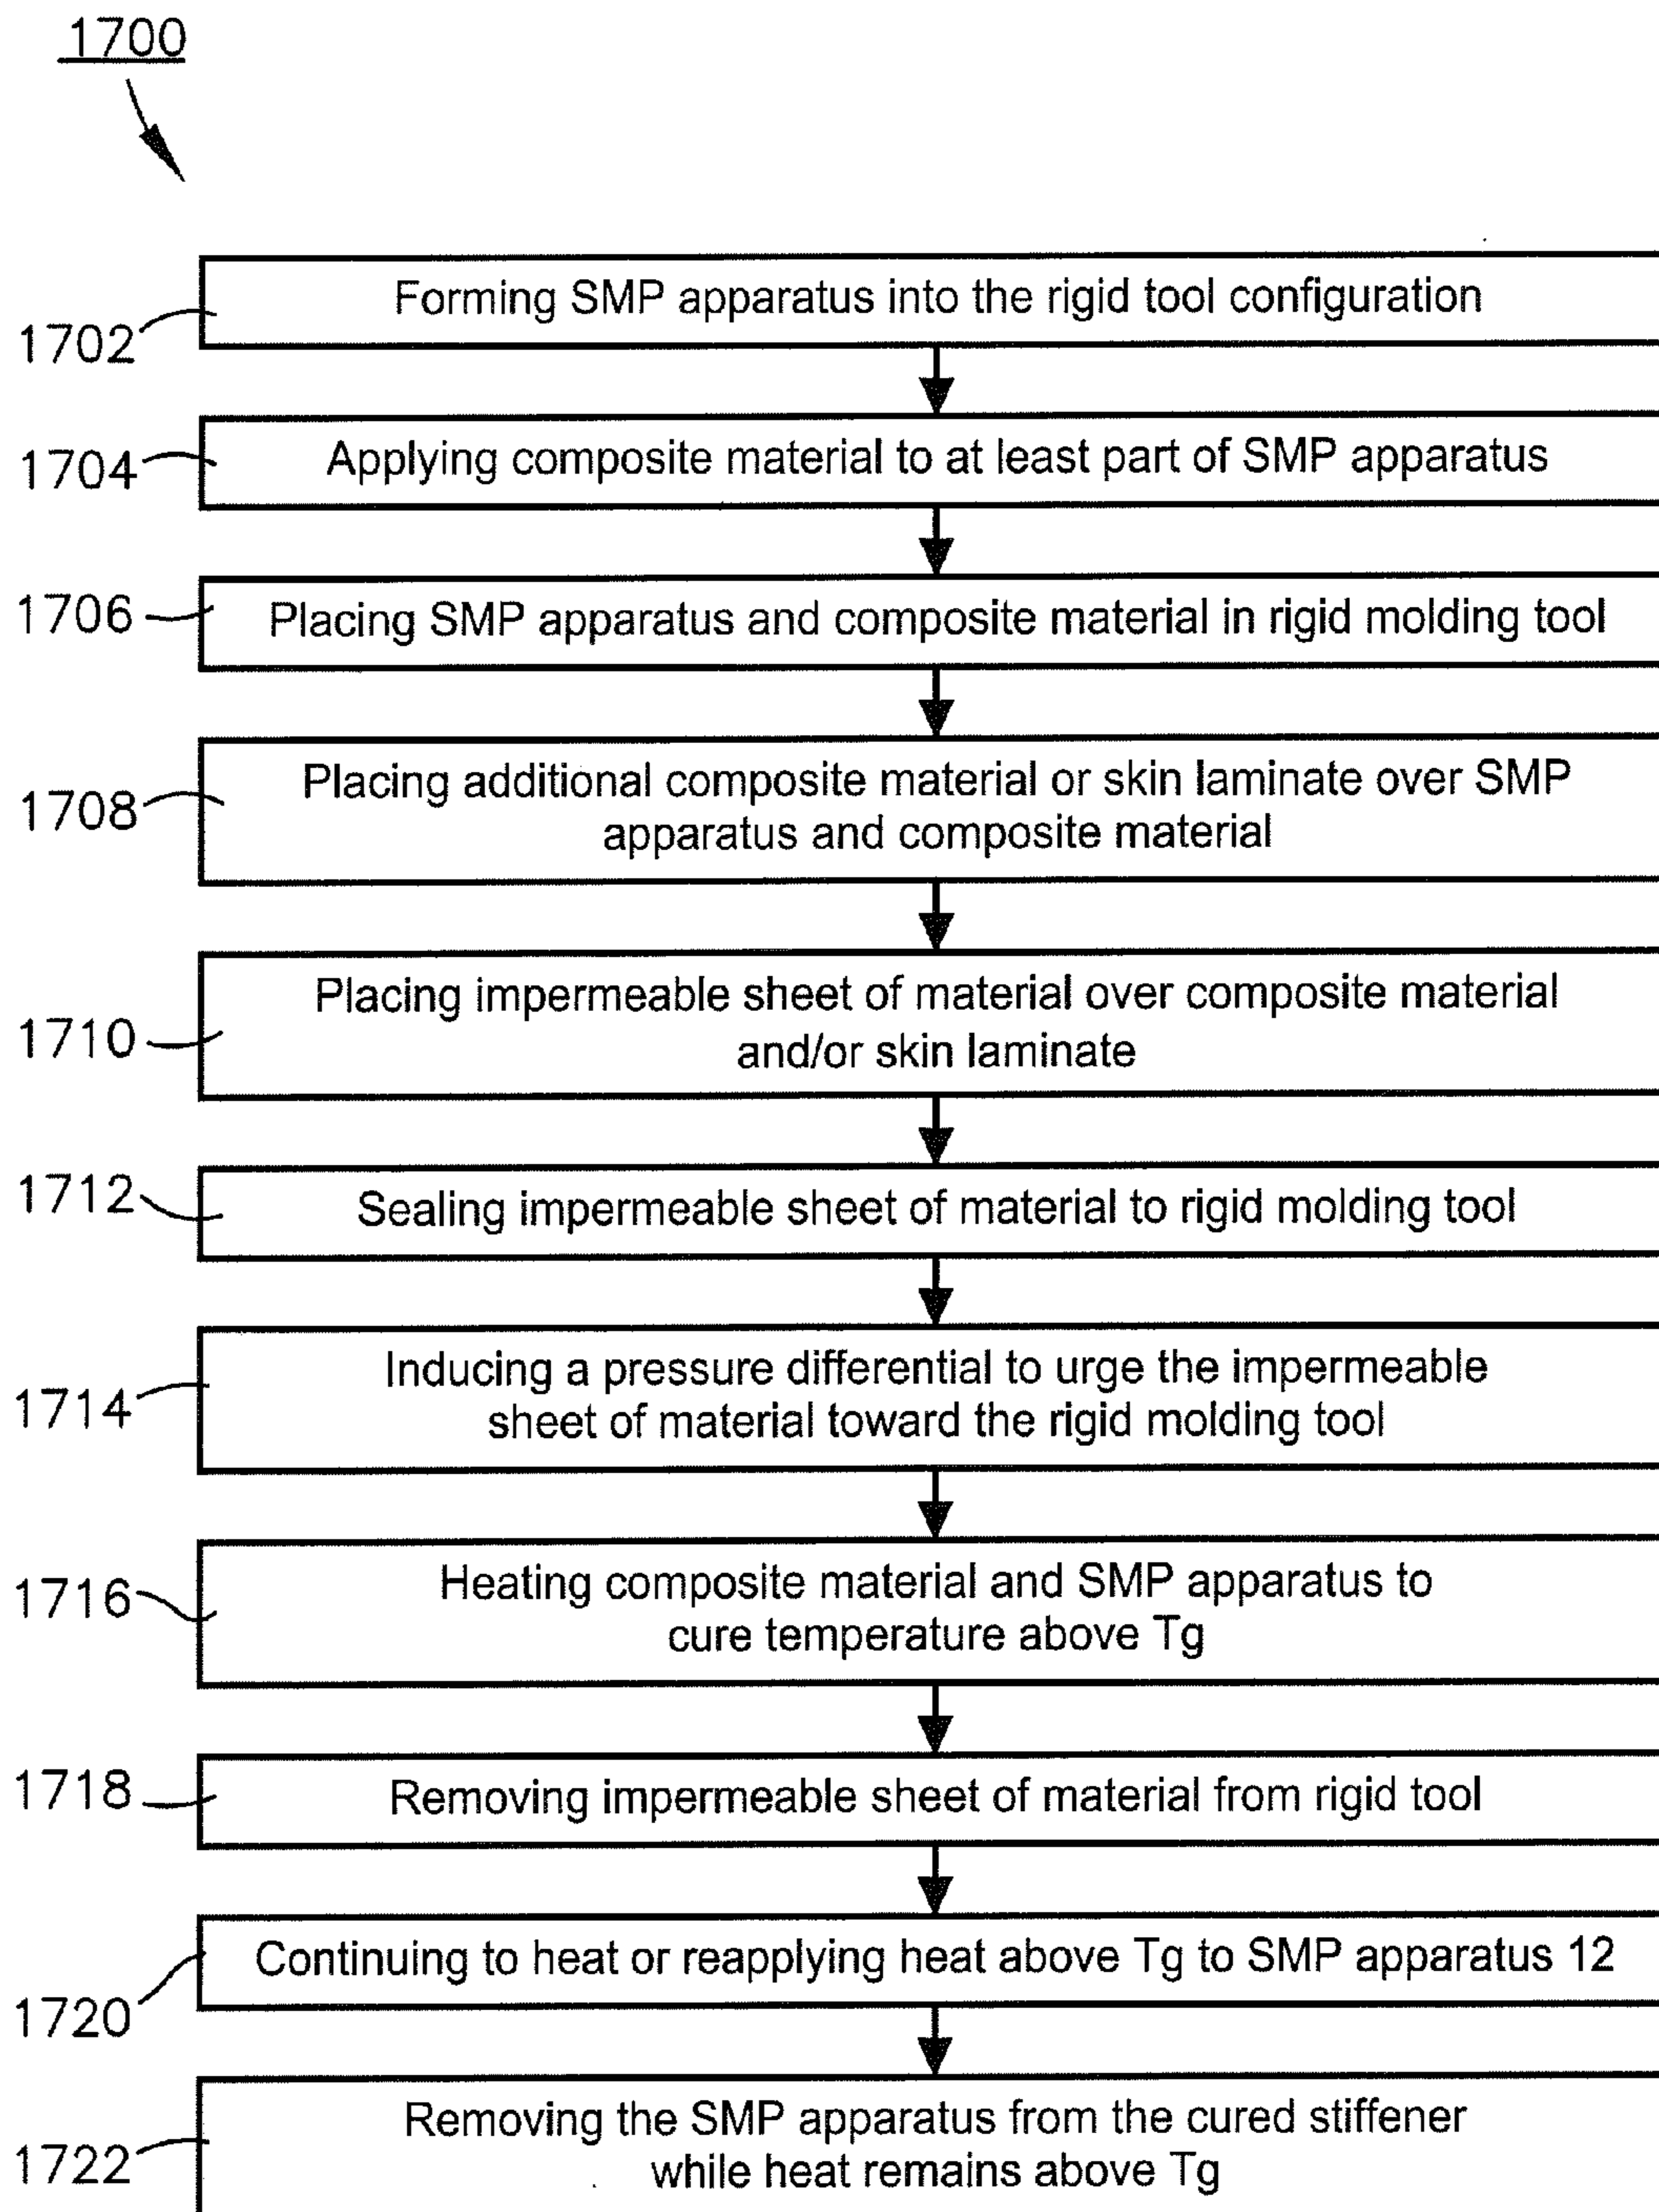 1700
Forming SMP apparatus into the rigid tool configuration
1702
Applying composite material to at least part of SMP apparatus
1704
Placing SMP apparatus and composite material in rigid molding tool
1706
Placing additional composite material or skin laminate over SMP
apparatus and composite material
1708
Placing impermeable sheet of material over composite material
and/or skin laminate
1710
Sealing impermeable sheet of material to rigid molding tool
1712
Inducing a pressure differential to urge the impermeable
sheet of material toward the rigid molding tool
1714
Heating composite material and SMP apparatus to
cure temperature above Tg
1716
Removing impermeable sheet of material from rigid tool
1718
Continuing to heat or reapplying heat above Tg to SMP apparatus 12
1720
Removing the SMP apparatus from the cured stiffener
while heat remains above Tg
1722